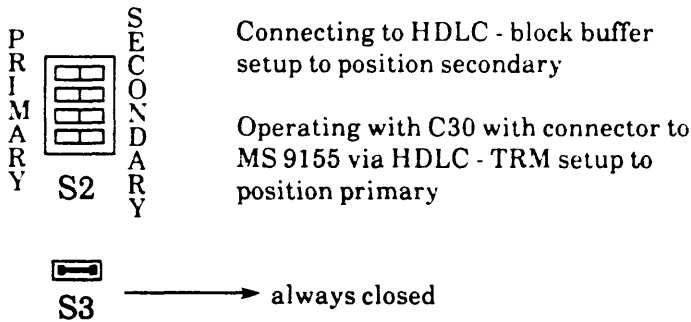 PRIMARY
SECONDARY
S2
Connecting to HDLC - block buffer
setup to position secondary
Operating with C30 with connector to
MS 9155 via HDLC - TRM setup to
position primary
S3
always closed